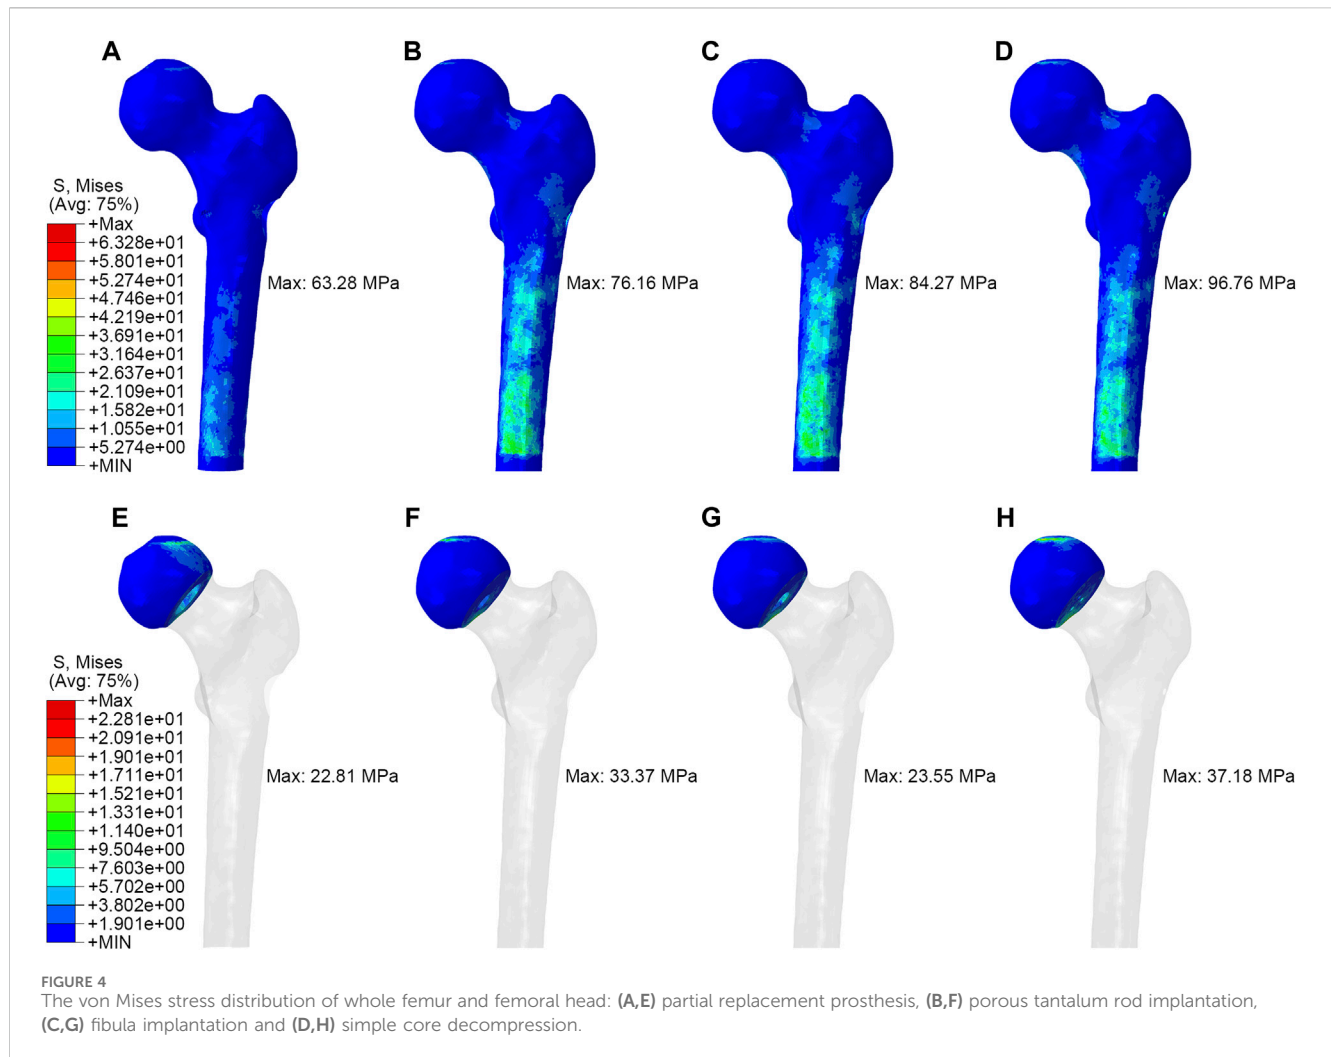 A
B
C
D
S, Mises
(Avg: 75%)
+Max
+6.328e+01
+5.801e+01
+5.274e+01
+4.746e+01
+4.219e+01
+3.691e+01
+3.164e+01
+2.637e+01
+2.109e+01
+1.582e+01
+1.055e+01
+5.274e+00
+MIN
Max: 63.28 MPa
Max: 76.16 MPa
Max: 84.27 MPa
Max: 96.76 MPa
E
F
G
H
S, Mises
(Avg: 75%)
+Max
+2.281e+01
+2.091e+01
+1.901e+01
+1.711e+01
+1.521e+01
+1.331e+01
+1.140e+01
+9.504e+00
+7.603e+00
+5.702e+00
+3.802e+00
+1.901e+00
+MIN
Max: 22.81 MPa
Max: 33.37 MPa
Max: 23.55 MPa
Max: 37.18 MPa
FIGURE 4
The von Mises stress distribution of whole femur and femoral head: (A,E) partial replacement prosthesis, (B,F) porous tantalum rod implantation,
(C,G) fibula implantation and (D,H) simple core decompression.